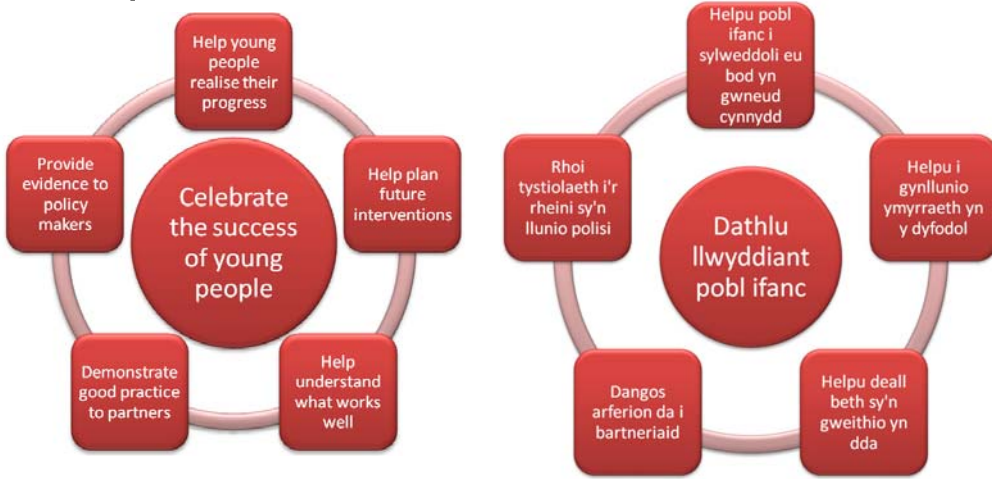 Help young
people
realise their
progress
Help plan
future
interventions
Help
understand
what works
well
Demonstrate
good practice
to partners
Provide
evidence to
policy
makers
Celebrate
the success
of young
people
Helpu pobl
ifanc i
sylweddoli eu
bod yn
gwneud
cynnydd
Helpu i
gynllunio
ymyrraeth yn
y dyfodol
Helpu deall
beth sy'n
gweithio yn
dda
Dangos
arferion da i
bartneriaid
Rhoi
tystiolaeth i'r
rheini sy'n
llunio polisi
Dathlu
llwyddiant
pobl ifanc